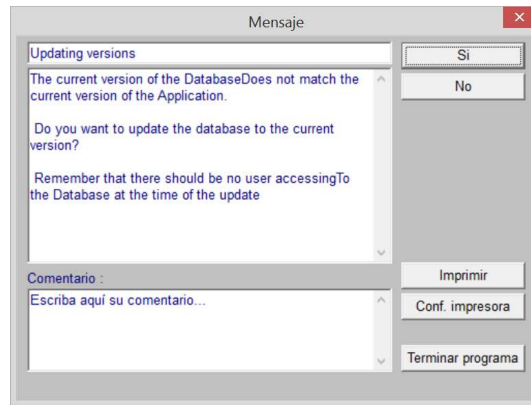 Mensaje
Updating versions
The current version of the DatabaseDoes not match the
current version of the Application.
Do you want to update the database to the current
version?
Remember that there should be no user accessingTo
the Database at the time of the update
Si
No
Comentario :
Escriba aquí su comentario...
Imprimir
Conf. impresora
Terminar programa